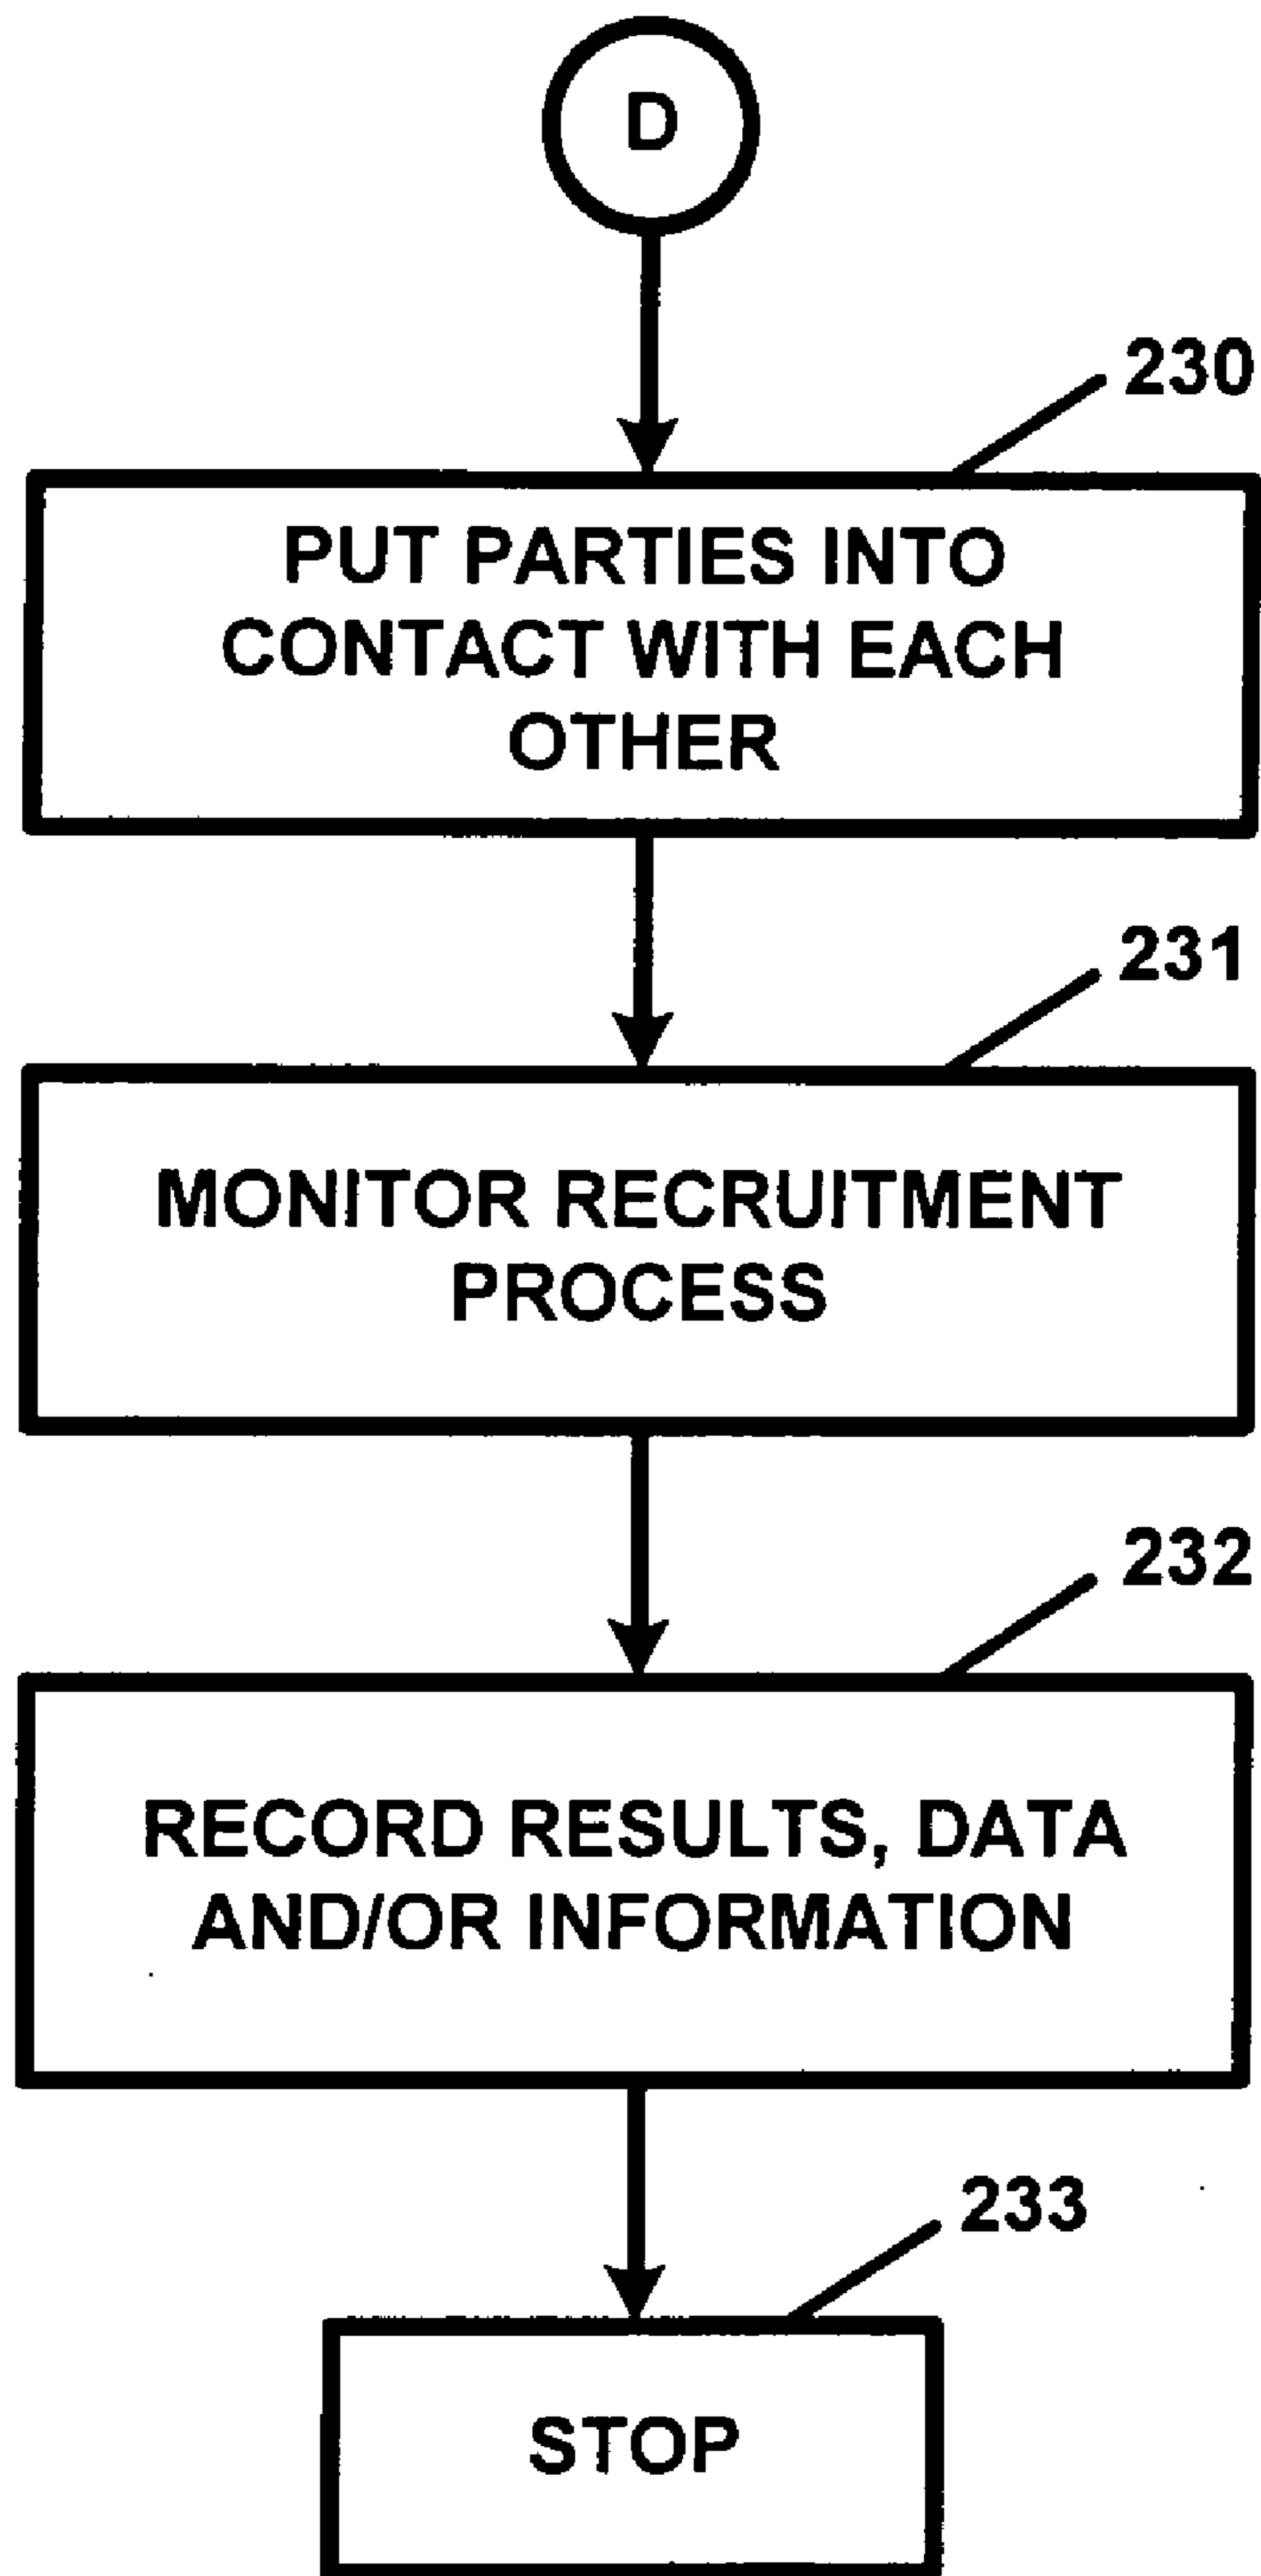 D
230
PUT PARTIES INTO
CONTACT WITH EACH
OTHER
231
MONITOR RECRUITMENT
PROCESS
232
RECORD RESULTS, DATA
AND/OR INFORMATION
233
STOP